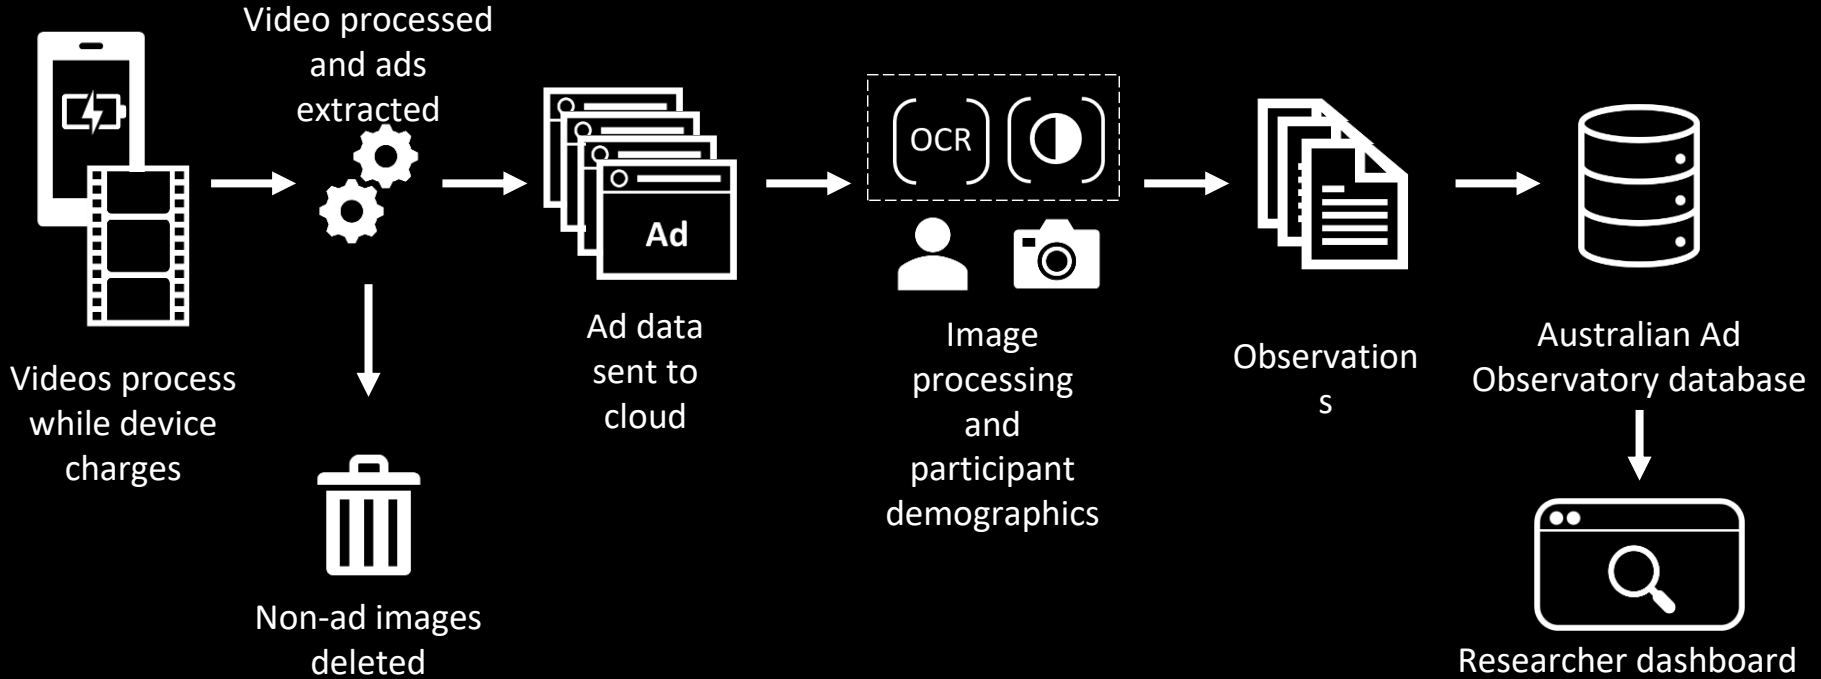 Video processed
and ads
extracted
OCR
Ad
Videos process
while device
charges
Non-ad images
deleted
Ad data
sent to
cloud
Image
processing
and
participant
demographics
Observation
s
Australian Ad
Observatory database
Researcher dashboard